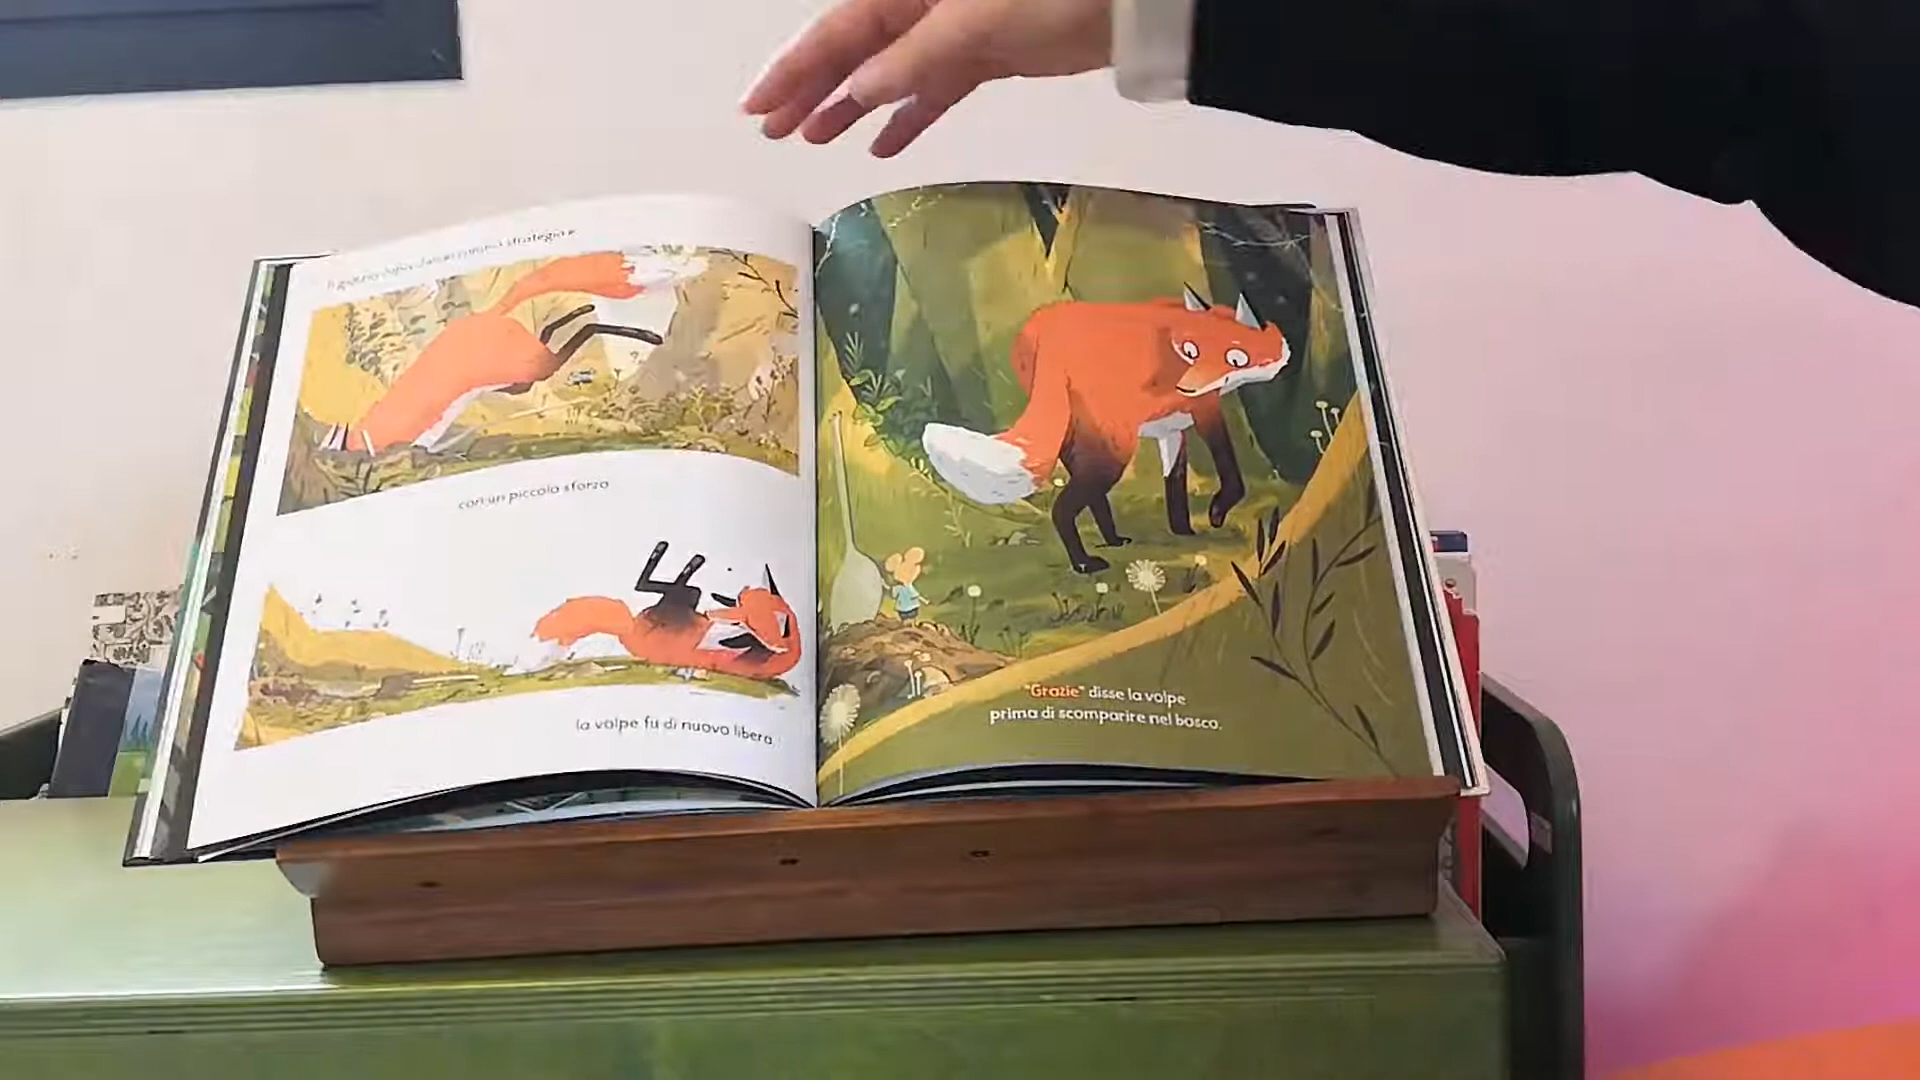 strategia e
con un piccolo sforzo
la volpe fu di nuovo libera
"Grazie" disse la volpe
prima di scomparire nel bosco.